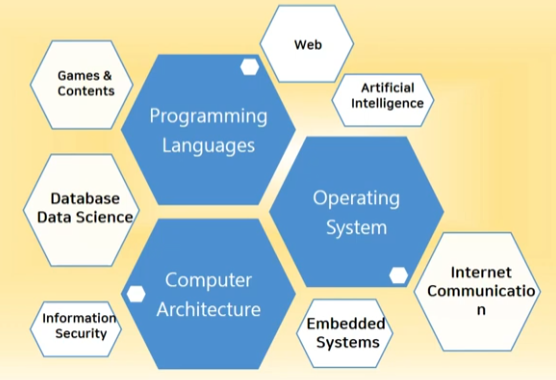 Web
Games &
Contents
Artificial
Intelligence
Programming
Languages
Database
Data Science
Operating
System
Computer
Architecture
Internet
Communicatio
n
Information
Security
Embedded
Systems